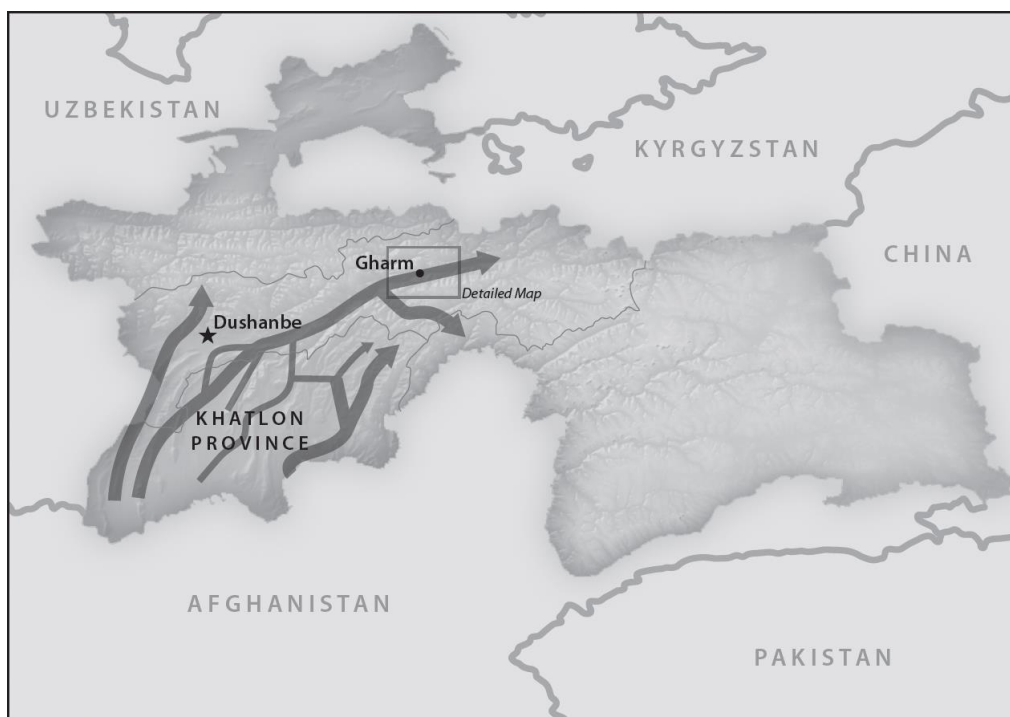 UZBEKISTAN
KYRGYZSTAN
CHINA
Gharm
Detailed Map
Dushanbe
KHATLON
PROVINCE
AFGHANISTAN
PAKISTAN